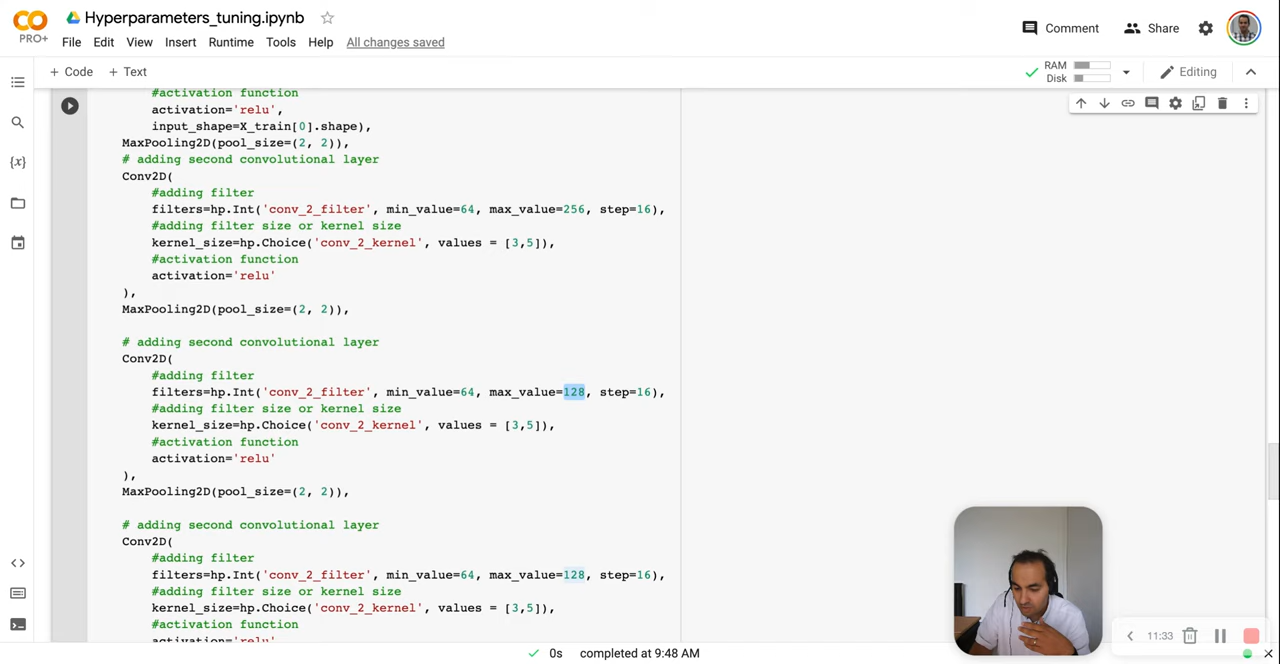 Hyperparameters_tuning.ipynb
PRO+
File Edit View Insert Runtime Tools Help All changes saved
Comment Share
+ Code + Text
RAM
Disk
Editing
#activation function
activation='relu',
input_shape=X_train[0].shape),
MaxPooling2D(pool_size=(2, 2)),
# adding second convolutional layer
Conv2D(
#adding filter
filters=hp.Int('conv_2_filter', min_value=64, max_value=256, step=16),
#adding filter size or kernel size
kernel_size=hp.Choice('conv_2_kernel', values = [3,5]),
#activation function
activation='relu'
),
MaxPooling2D(pool_size=(2, 2)),
# adding second convolutional layer
Conv2D(
#adding filter
filters=hp.Int('conv_2_filter', min_value=64, max_value=128, step=16),
#adding filter size or kernel size
kernel_size=hp.Choice('conv_2_kernel', values = [3,5]),
#activation function
activation='relu'
),
MaxPooling2D(pool_size=(2, 2)),
# adding second convolutional layer
Conv2D(
#adding filter
filters=hp.Int('conv_2_filter', min_value=64, max_value=128, step=16),
#adding filter size or kernel size
kernel_size=hp.Choice('conv_2_kernel', values = [3,5]),
#activation function
activation='relu'
11:33
0s completed at 9:48 AM